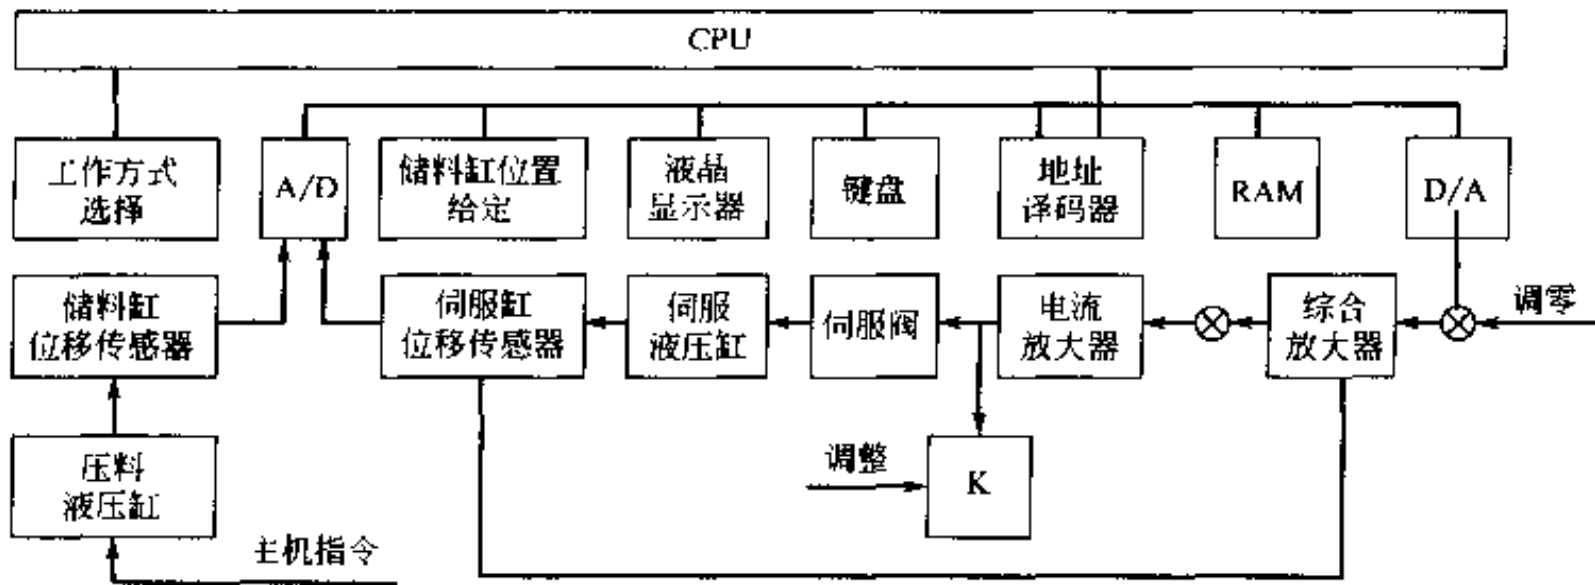 CPU
工作方式
选择
A/D
储料缸位置
给定
液晶
显示器
键盘
地址
译码器
RAM
D/A
储料缸
位移传感器
伺服缸
位移传感器
伺服
液压缸
伺服阀
电流
放大器
综合
放大器
调零
压料
液压缸
调整
K
主机指令